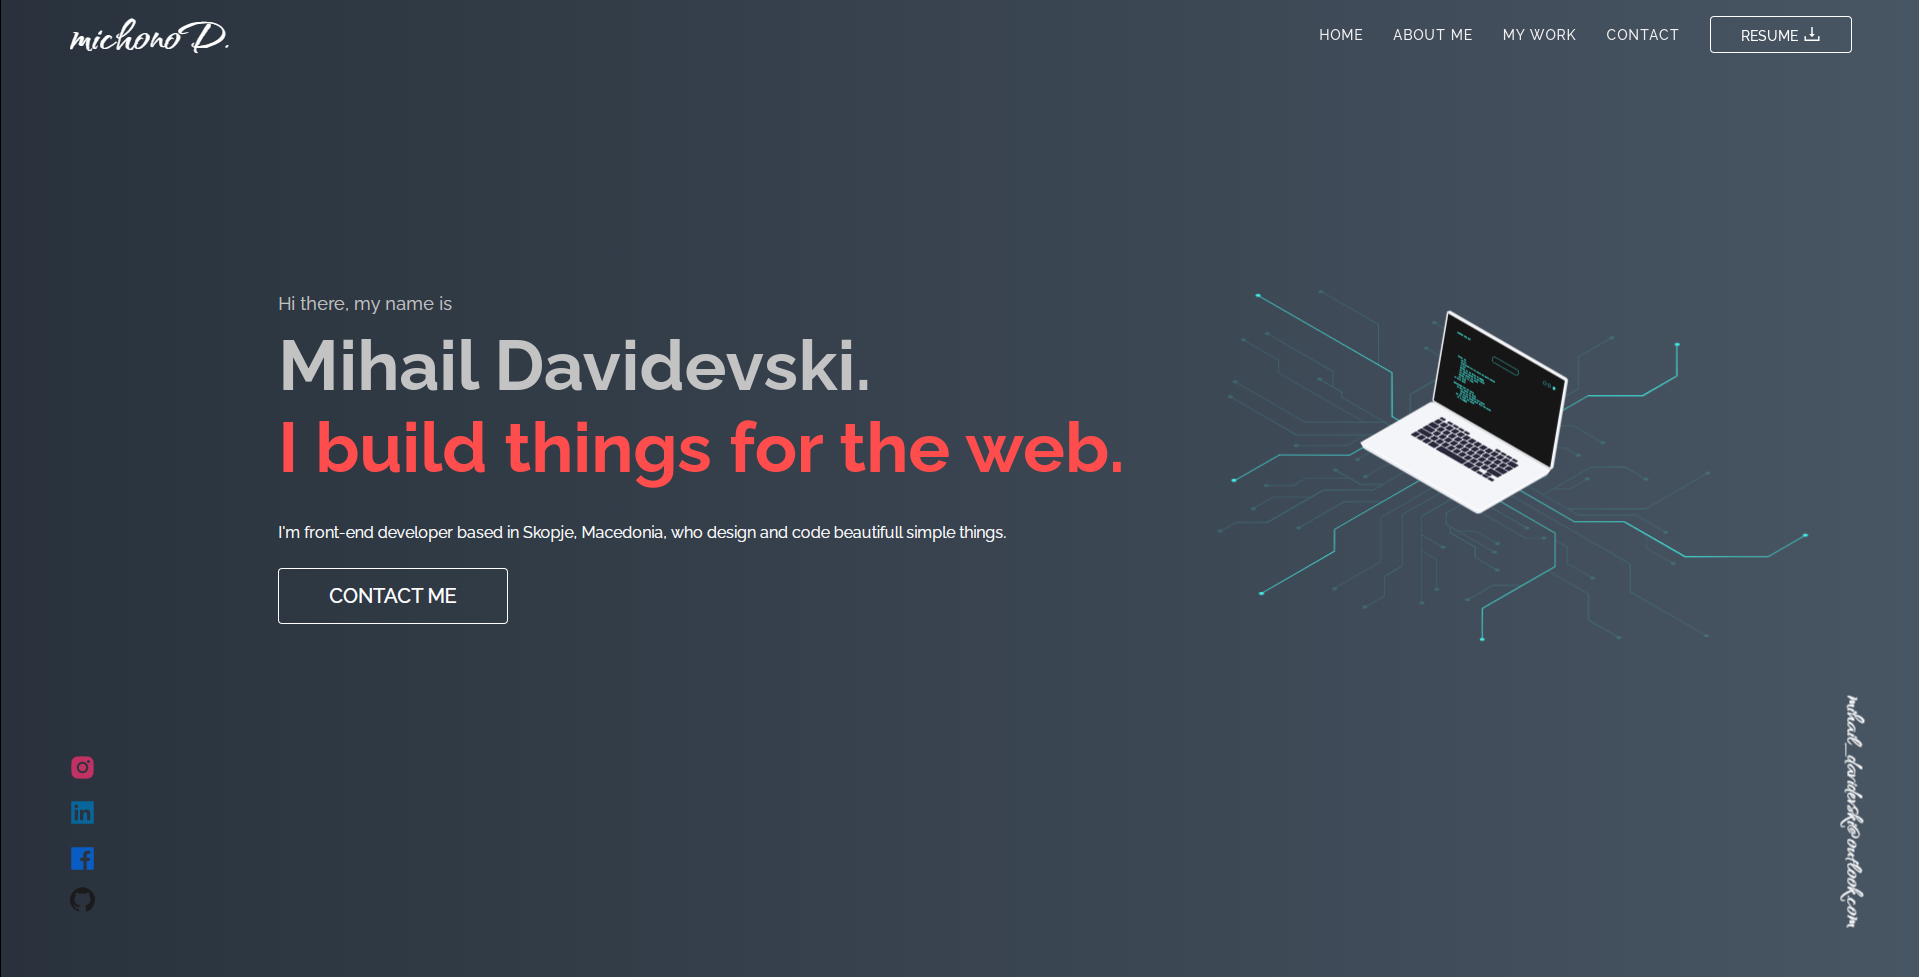 michono D.
HOME ABOUT ME MY WORK CONTACT RESUME
Hi there, my name is
Mihail Davidevski.
I build things for the web.
I'm front-end developer based in Skopje, Macedonia, who design and code beautifull simple things.
CONTACT ME
mihail_davidevski@outlook.com